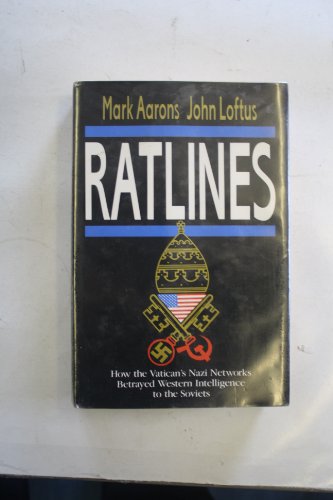 Mark Aarons John Loftus
RATLINES
How the Vatican's Nazi Networks
Betrayed Western Intelligence
to the Soviets